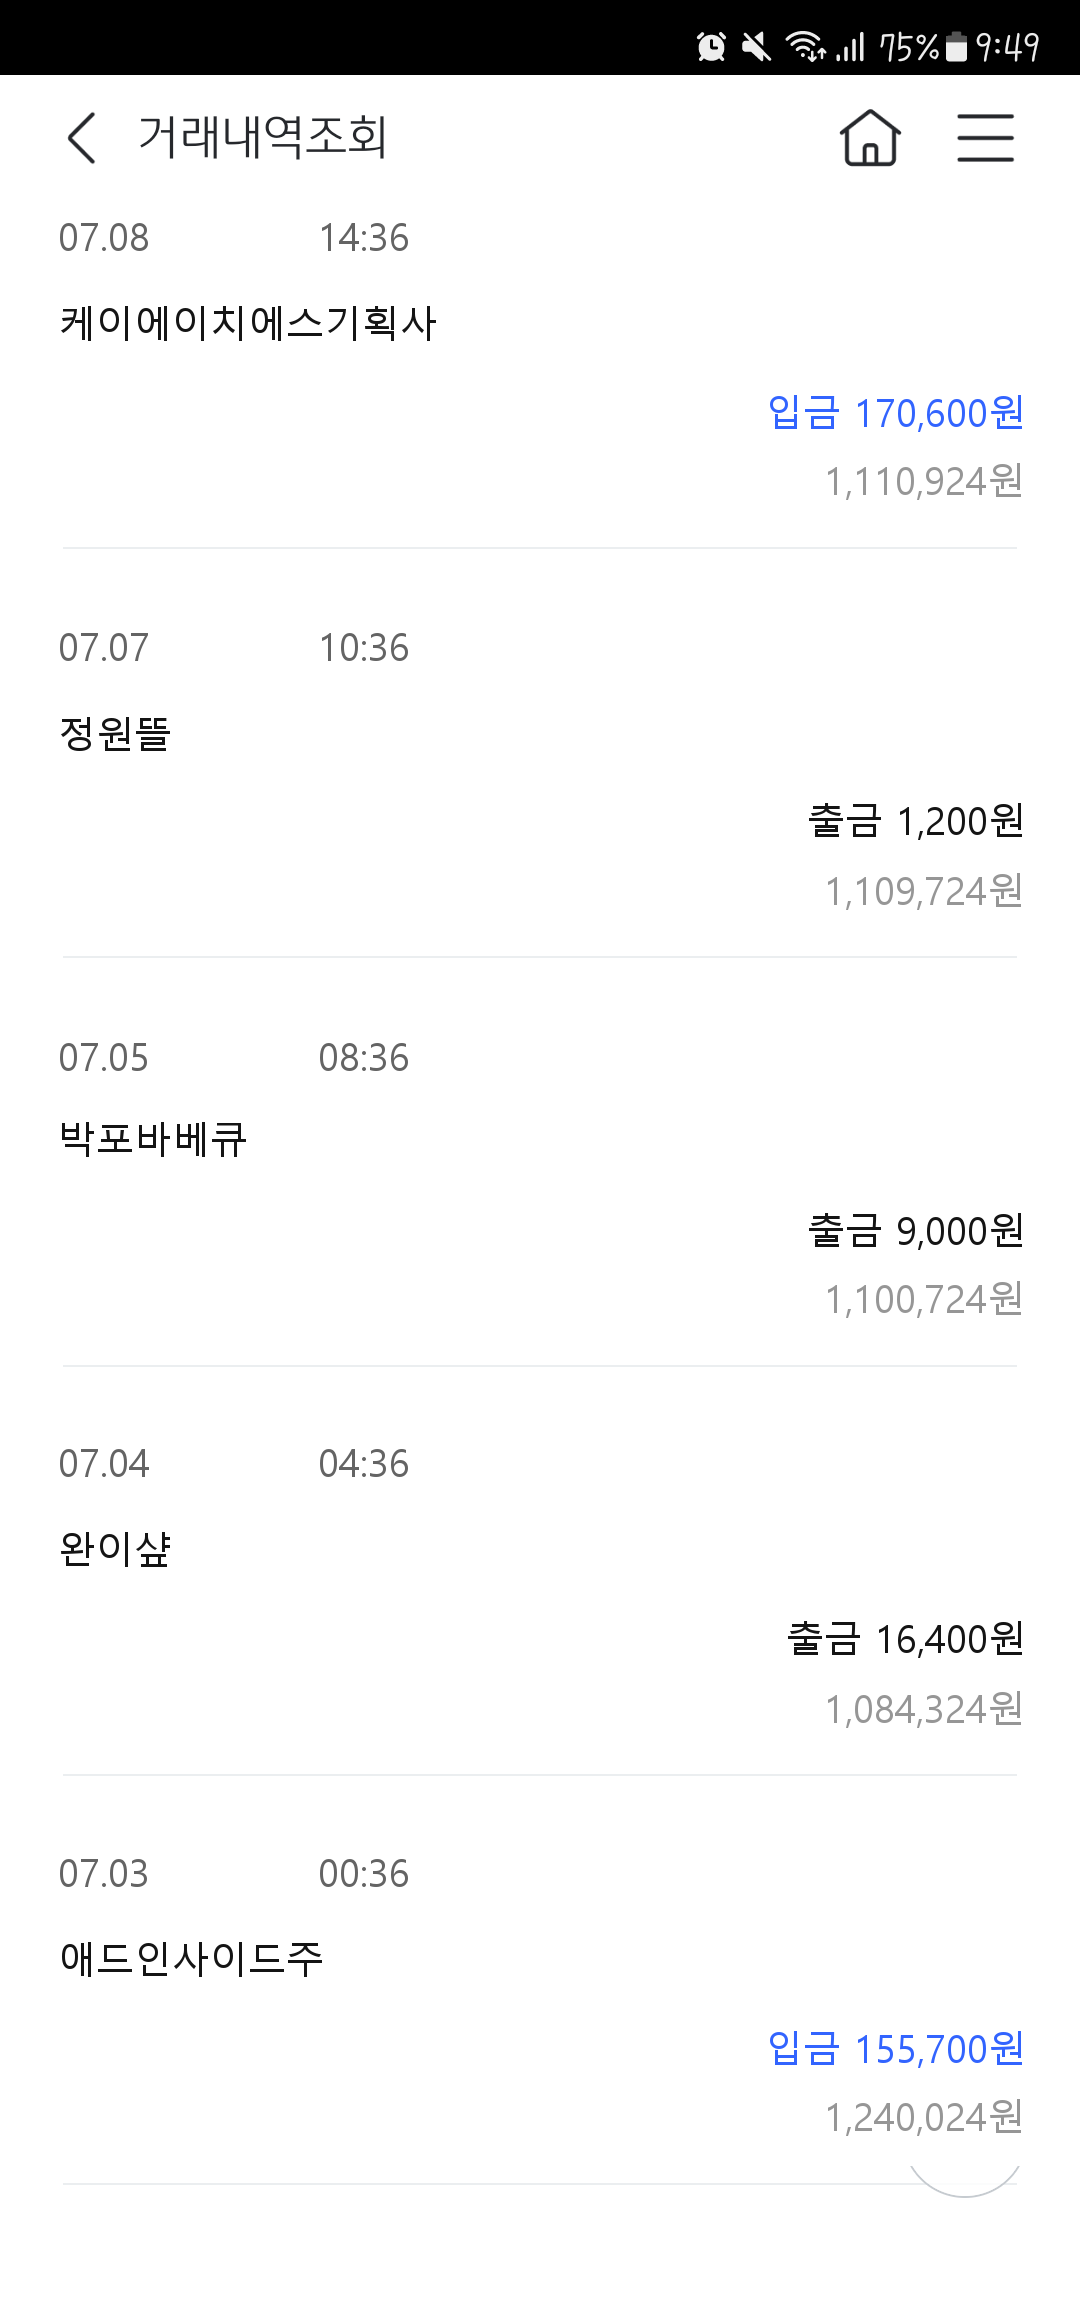 75% 9:49
거래내역조회
07.08 14:36
케이에이치에스기획사
입금 170,600원
1,110,924원
07.07 10:36
정원뜰
출금 1,200원
1,109,724원
07.05 08:36
박포바베큐
출금 9,000원
1,100,724원
07.04 04:36
완이샾
출금 16,400원
1,084,324원
07.03 00:36
애드인사이드주
입금 155,700원
1,240,024원